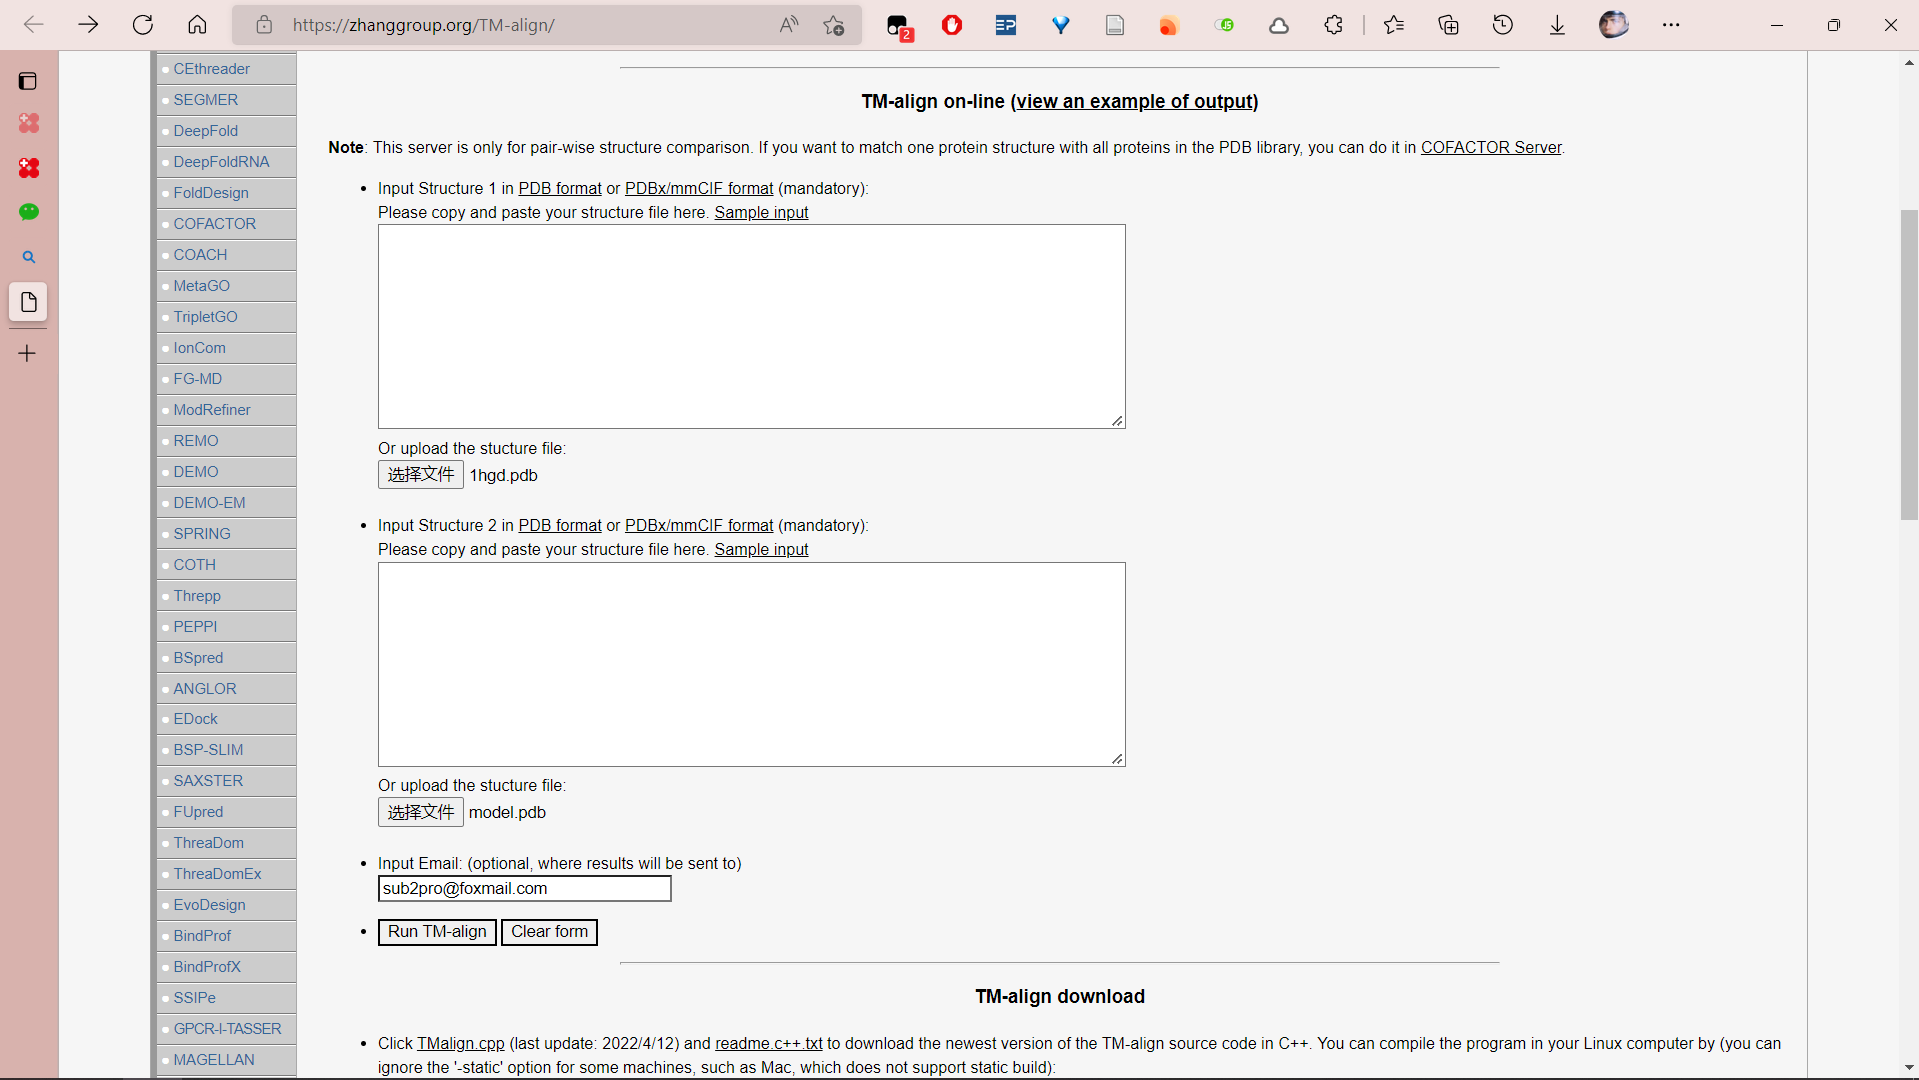 https://zhanggroup.org/TM-align/
2
CEthreader
SEGMER
DeepFold
DeepFoldRNA
FoldDesign
COFACTOR
COACH
MetaGO
TripletGO
IonCom
FG-MD
ModRefiner
REMO
DEMO
DEMO-EM
SPRING
COTH
Threpp
PEPPI
BSpred
ANGLOR
EDock
BSP-SLIM
SAXSTER
FUpred
ThreaDom
ThreaDomEx
EvoDesign
BindProf
BindProfX
SSIPe
GPCR-I-TASSER
MAGELLAN
TM-align on-line (view an example of output)
Note: This server is only for pair-wise structure comparison. If you want to match one protein structure with all proteins in the PDB library, you can do it in COFACTOR Server.
Input Structure 1 in PDB format or PDBx/mmCIF format (mandatory):
Please copy and paste your structure file here. Sample input
Or upload the stucture file:
选择文件 1hgd.pdb
Input Structure 2 in PDB format or PDBx/mmCIF format (mandatory):
Please copy and paste your structure file here. Sample input
Or upload the stucture file:
选择文件 model.pdb
Input Email: (optional, where results will be sent to)
sub2pro@foxmail.com
Run TM-align Clear form
TM-align download
Click TMalign.cpp (last update: 2022/4/12) and readme.c++.txt to download the newest version of the TM-align source code in C++. You can compile the program in your Linux computer by (you can
ignore the '-static' option for some machines, such as Mac, which does not support static build):